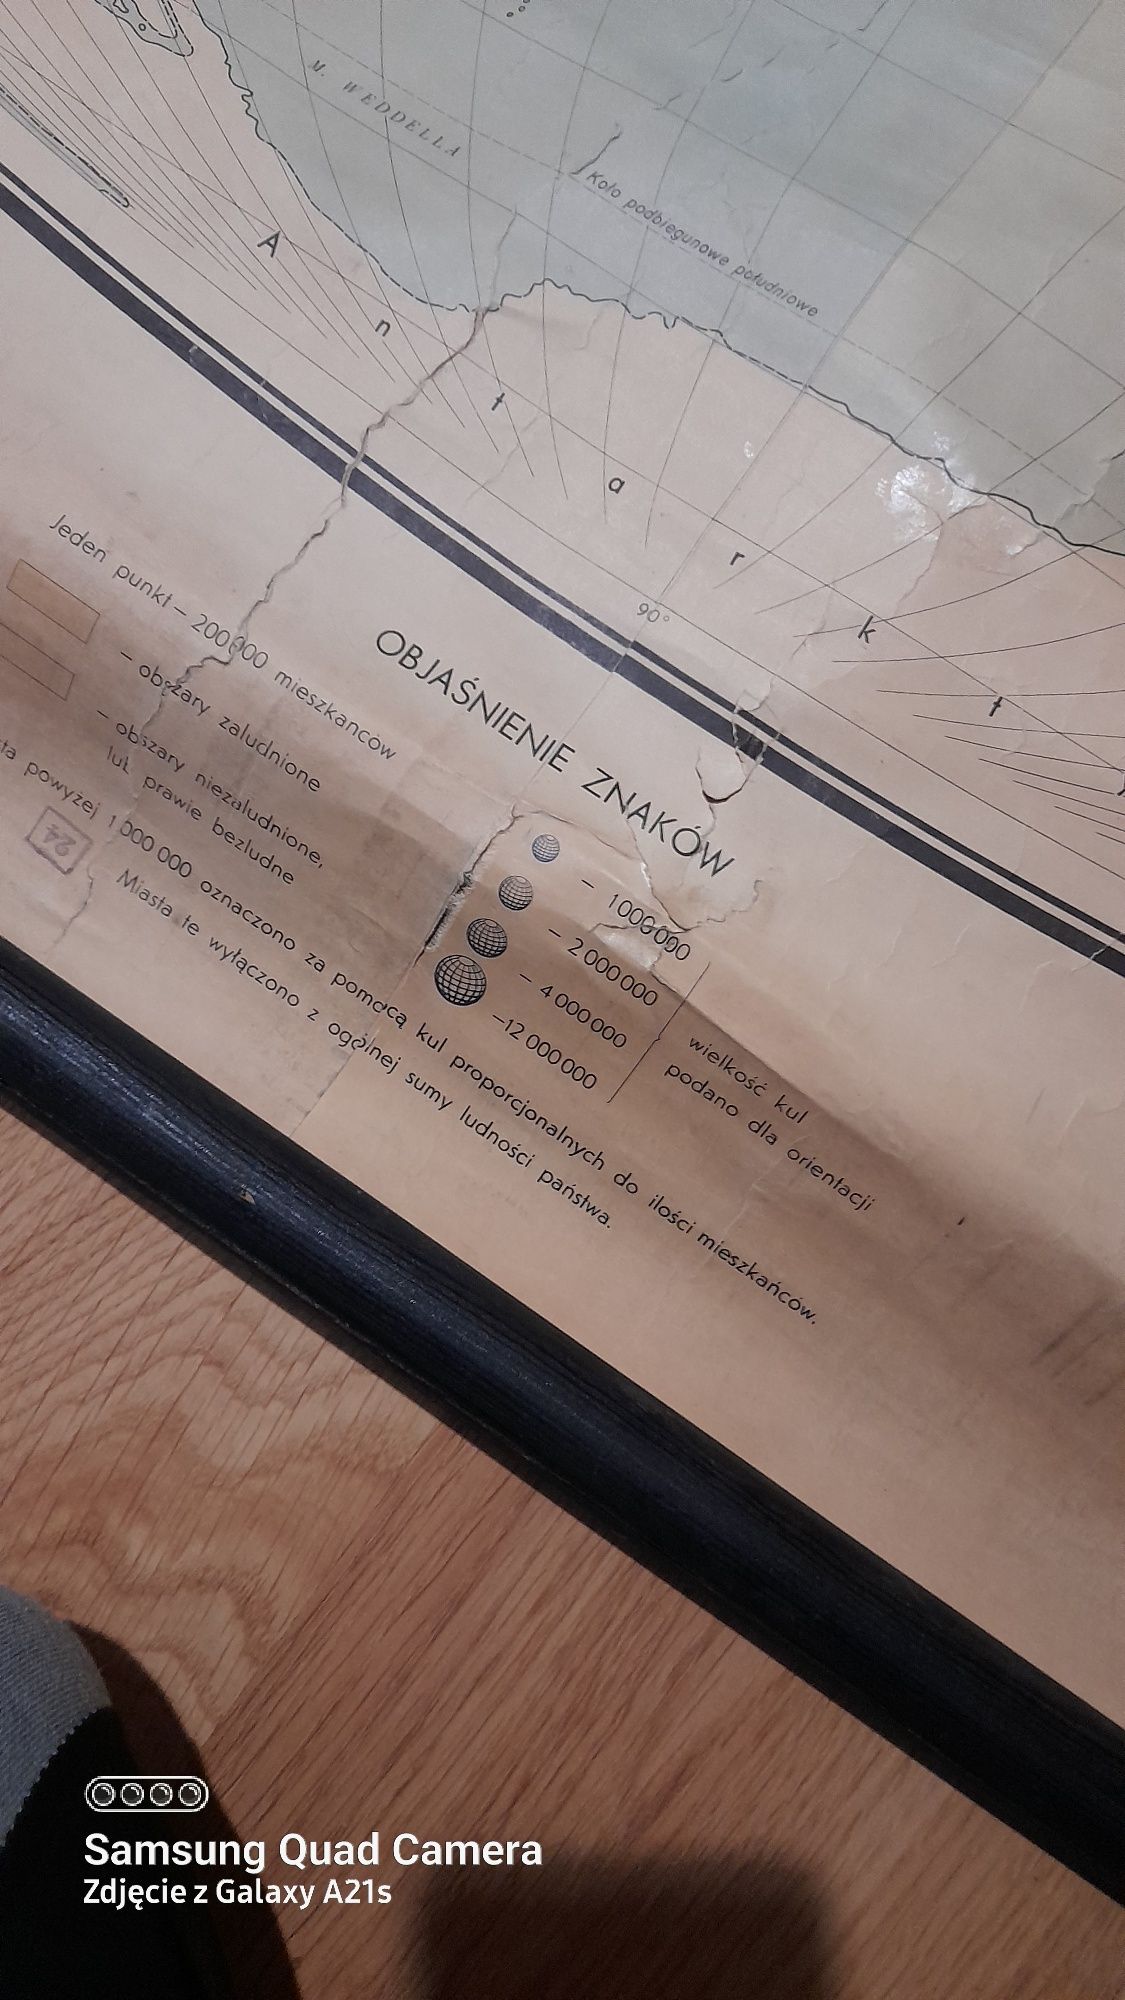 M. WEDDELLA
Koło podbiegunowe południowe
A n t a r k t
90°
OBJAŚNIENIE ZNAKÓW
Jeden punkt – 200 000 mieszkańców
– obszary zaludnione
– obszary niezaludnione,
lub prawie bezludne
– 1 000 000
– 2 000 000
– 4 000 000
– 12 000 000
wielkość kul
podano dla orientacji
powyżej 1 000 000 oznaczono za pomocą kul proporcjonalnych do ilości mieszkańców.
Miasta te wyłączono z ogólnej sumy ludności państwa.
24
Samsung Quad Camera
Zdjęcie z Galaxy A21s